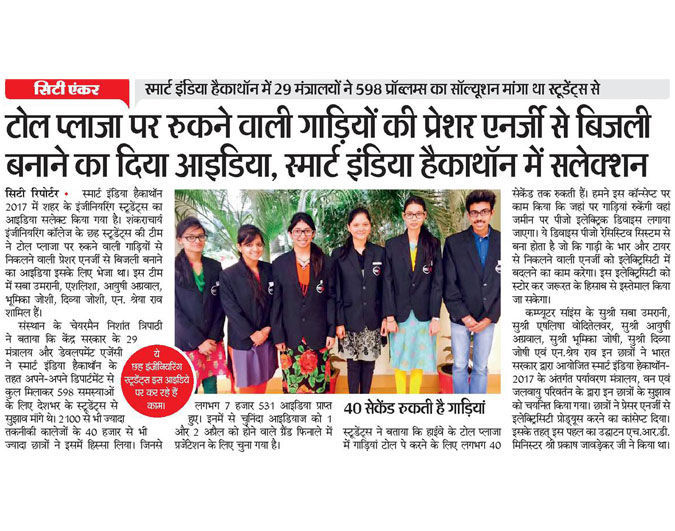 सिटी एंकर
स्मार्ट इंडिया हैकाथॉन में 29 मंत्रालयों ने 598 प्रॉब्लम्स का सॉल्यूशन मांगा था स्टूडेंट्स से
टोल प्लाजा पर रुकने वाली गाड़ियों की प्रेशर एनर्जी से बिजली
बनाने का दिया आइडिया, स्मार्ट इंडिया हैकाथॉन में सलेक्शन
सिटी रिपोर्टर • स्मार्ट इंडिया हैकाथॉन
2017 में शहर के इंजीनियरिंग स्टूडेंट्स का
आइडिया सलेक्ट किया गया है। शकराचार्य
इंजीनियरिंग कॉलेज के छह स्टूडेंट्स की टीम
ने टोल प्लाजा पर रुकने वाली गाड़ियों से
निकलने वाली प्रेशर एनर्जी से बिजली बनाने
का आइडिया इसके लिए भेजा था। इस टीम
में सबा उमरानी, एशलिशा, आयुषी अग्रवाल,
भूमिका जोशी, दिव्या जोशी, एन. श्रेया राव
शामिल हैं।
संस्थान के चेयरमैन निशांत त्रिपाठी
ने बताया कि केंद्र सरकार के 29
मंत्रालय और डेवलपमेंट एजेंसी
ने स्मार्ट इंडिया हैकाथॉन के
तहत अपने-अपने डिपार्टमेंट से
कुल मिलाकर 598 समस्याओं
के लिए देशभर के स्टूडेंट्स से
सुझाव मांगे थे। 2100 से भी ज्यादा
तकनीकी कालेजों के 40 हजार से भी
ज्यादा छात्रों ने इसमें हिस्सा लिया। जिनसे
ये
छह इंजीनियरिंग
स्टूडेंट्स इस आइडिये
पर कर रहे हैं
काम।
लगभग 7 हजार 531 आइडिया प्राप्त
हुए। इनमें से चुनिंदा आइडियाज को 1
और 2 अप्रैल को होने वाले ग्रैंड फिनाले में
प्रजेंटेशन के लिए चुना गया है।
40 सेकेंड रुकती है गाड़ियां
स्टूडेंट्स ने बताया कि हाईवे के टोल प्लाजा
में गाड़ियां टोल पे करने के लिए लगभग 40
सेकेंड तक रुकती हैं। हमने इस कॉन्सेप्ट पर
काम किया कि जहां पर गाड़ियां रुकेंगी वहां
जमीन पर पीजो इलेक्ट्रिक डिवाइस लगाया
जाएगा। ये डिवाइस पीजो रेसिस्टिव सिस्टम से
बना होता है जो कि गाड़ी के भार और टायर
से निकलने वाली एनर्जी को इलेक्ट्रिसिटी में
बदलने का काम करेगा। इस इलेक्ट्रिसिटी को
स्टोर कर जरूरत के हिसाब से इस्तेमाल किया
जा सकेगा।
कम्प्यूटर साइंस के सुश्री सबा उमरानी,
सुश्री एषलिषा वोदितेलवर, सुश्री आयुषी
अग्रवाल, सुश्री भूमिका जोषी, सुश्री दिव्या
जोषी एवं एन.श्रेय राव इन छात्रों ने भारत
सरकार द्वारा आयोजित स्मार्ट इंडिया हैकाथॉन-
2017 के अंतर्गत पर्यावरण मंत्रालय, वन एवं
जलवायु परिवर्तन के द्वारा इन छात्रों के सुझाव
को चयनित किया गया। छात्रों ने प्रेसर एनर्जी से
इलेक्ट्रिसिटी प्रोड्यूस करने का कांसेप्ट दिया।
इसके तहत् इस पहल का उद्घाटन एच.आर.डी.
मिनिस्टर श्री प्रकाष जावड़ेकर जी ने किया था।